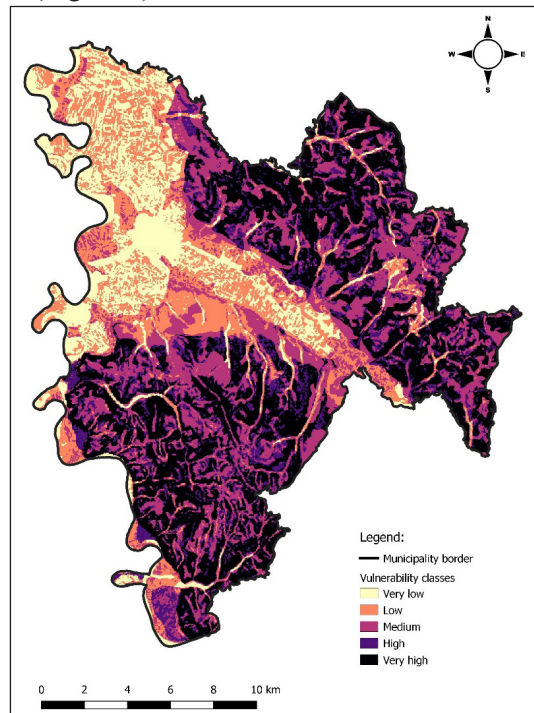 N
W E
S
Legend:
Municipality border
Vulnerability classes
Very low
Low
Medium
High
Very high
0 2 4 6 8 10 km